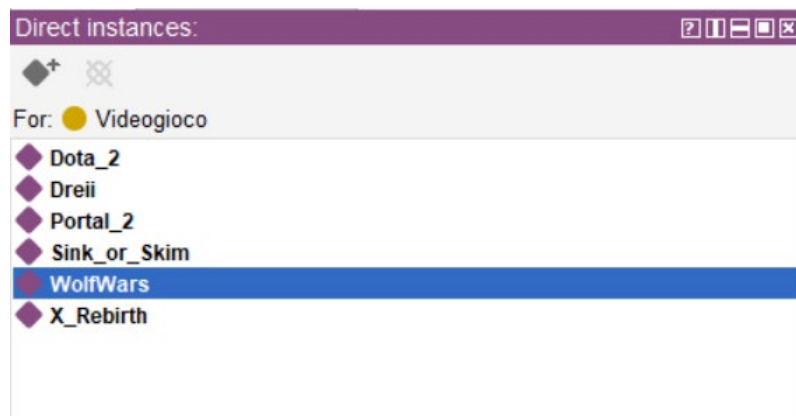 Direct instances:
For: Videogioco
Dota_2
Dreii
Portal_2
Sink_or_Skim
WolfWars
X_Rebirth